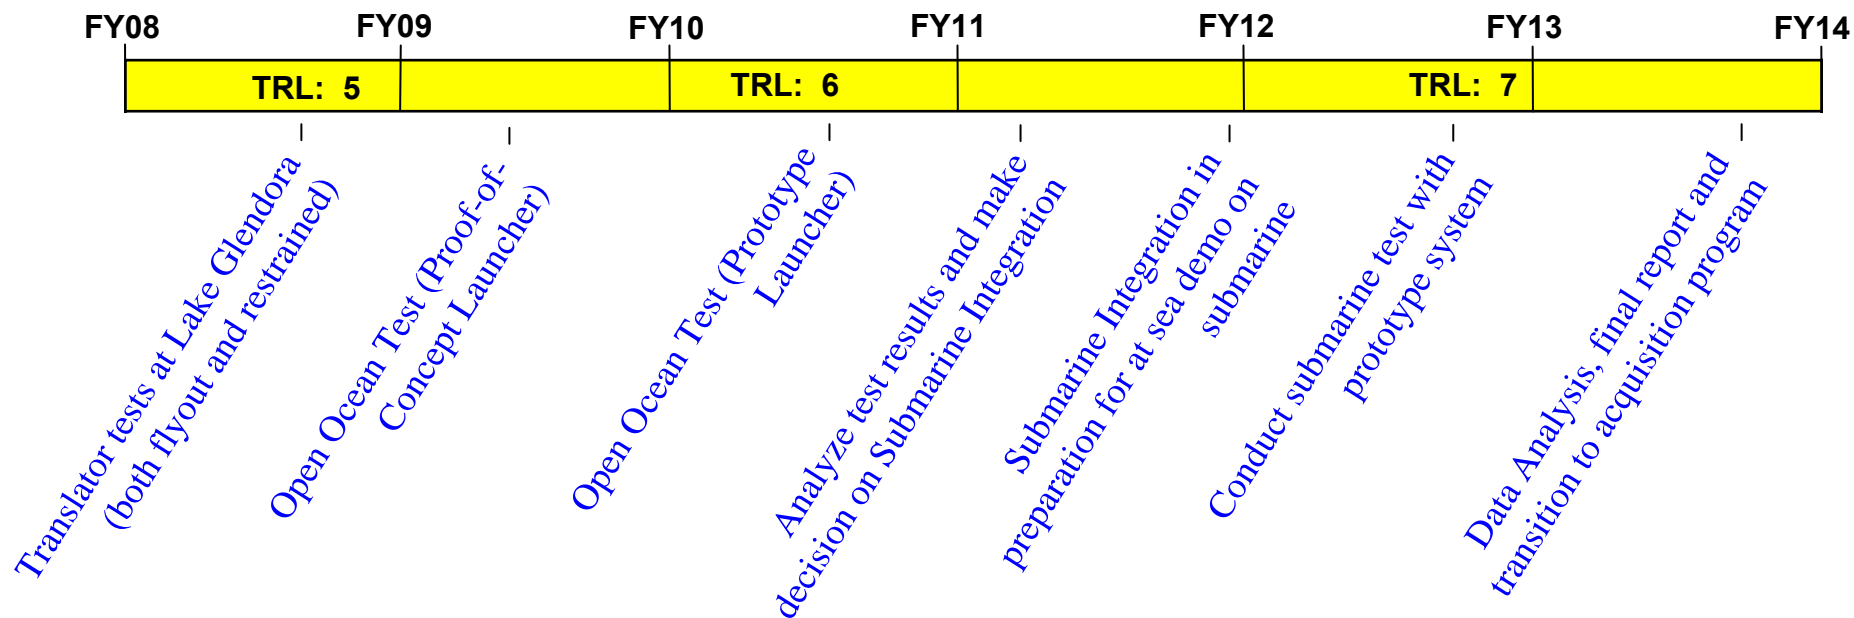 FY08 FY09 FY10 FY11 FY12 FY13 FY14
TRL: 5 TRL: 6 TRL: 7
Translator tests at Lake Glendora
(both flyout and restrained)
Open Ocean Test (Proof-of-
Concept Launcher)
Open Ocean Test (Prototype
Launcher)
Analyze test results and make
decision on Submarine Integration
Submarine Integration in
preparation for at sea demo on
submarine
Conduct submarine test with
prototype system
Data Analysis, final report and
transition to acquisition program